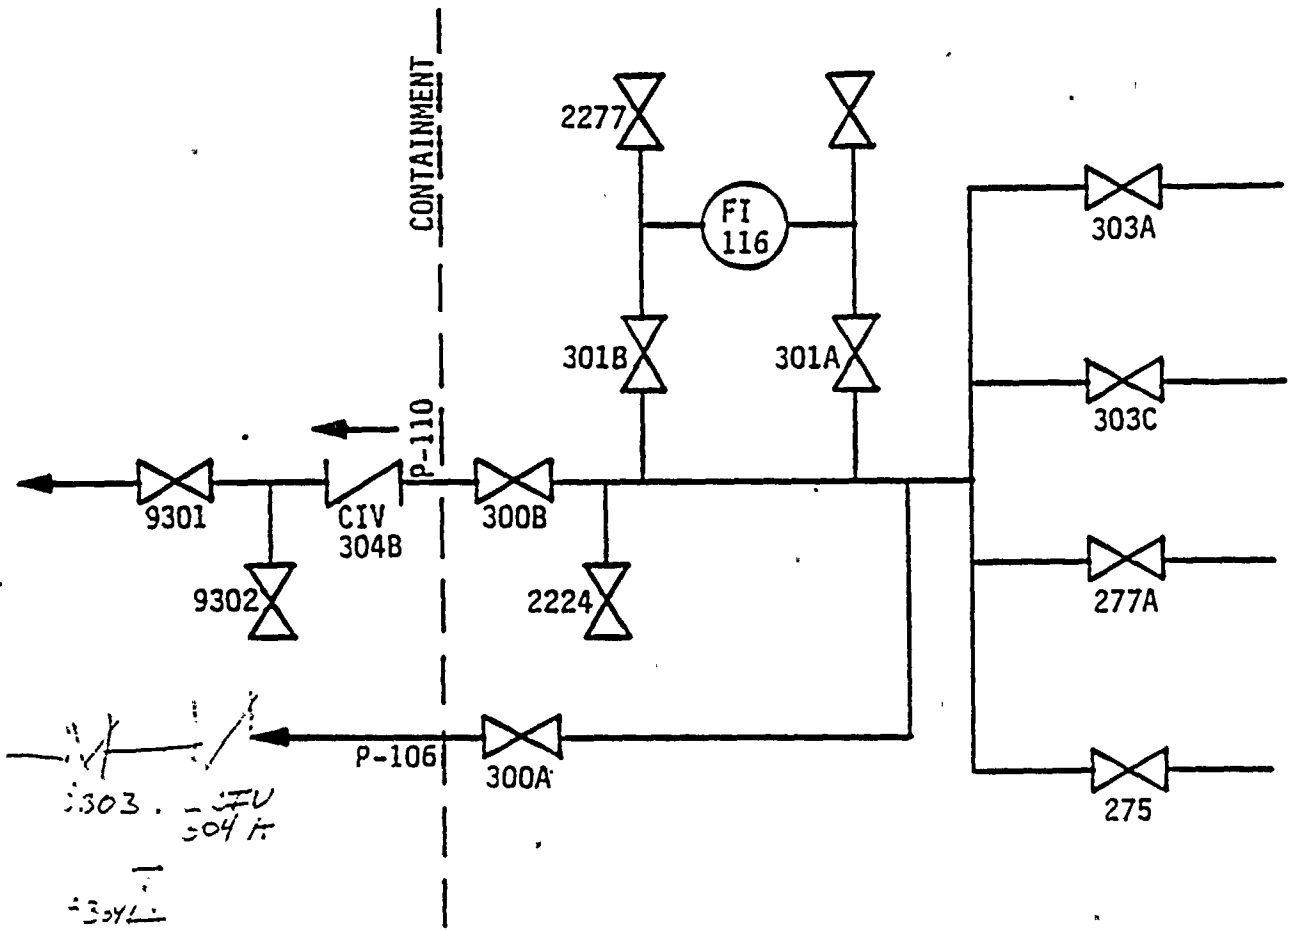 CONTAINMENT
2277
FI
116
303A
301B
301A
303C
P-110
9301
CIV
304B
300B
9302
2224
277A
P-106
300A
275